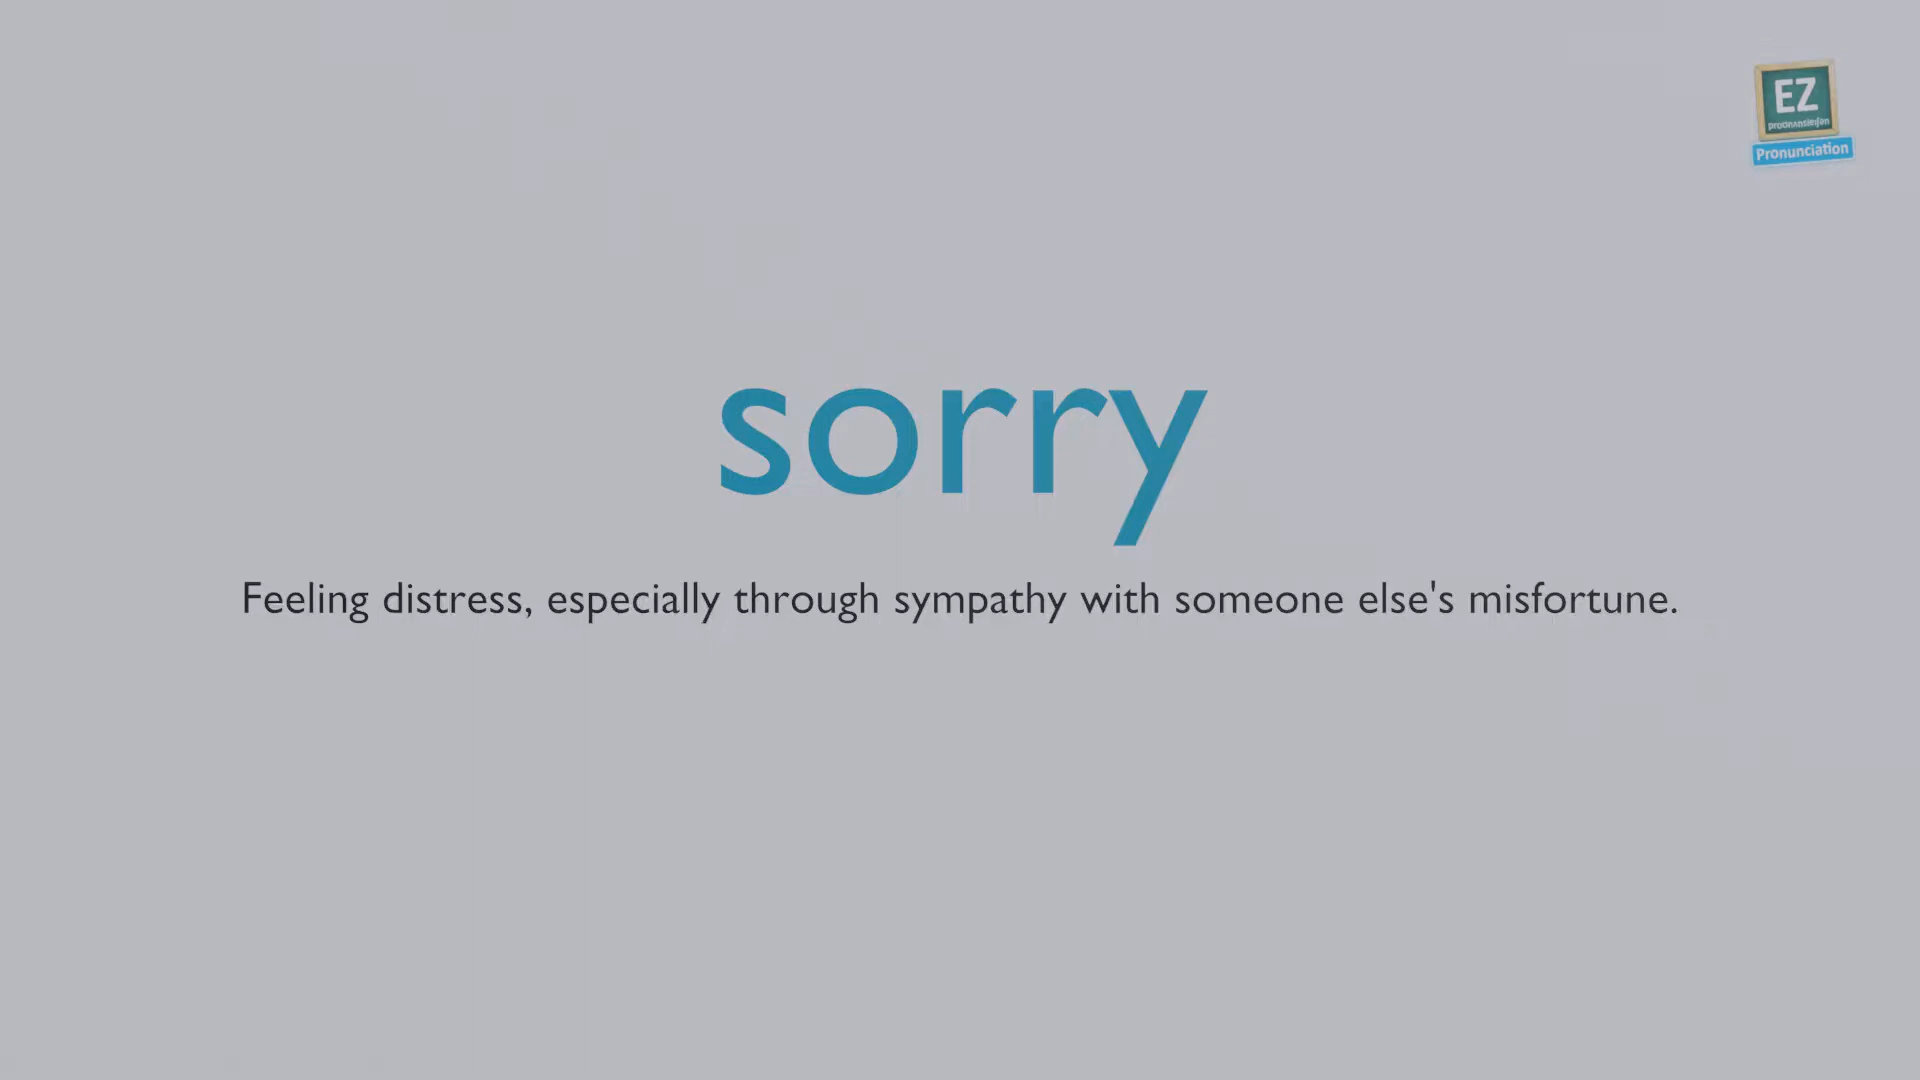 EZ
Pronunciation
sorry
Feeling distress, especially through sympathy with someone else's misfortune.